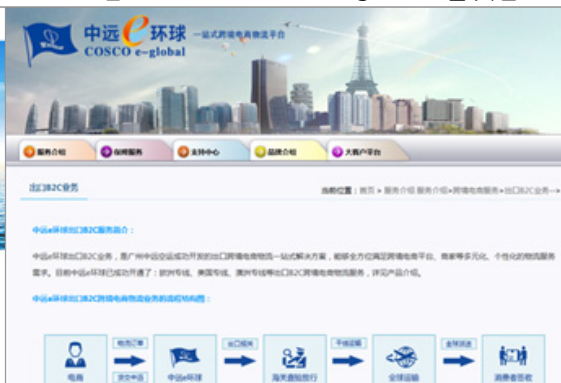 中远e环球 一站式跨境电商物流平台
COSCO e-global
服务介绍 保姆服务 支持中心 品牌介绍 大客户平台
出口B2C业务
当前位置：首页 > 服务介绍 服务介绍>跨境电商服务>出口B2C业务-->
中远e环球出口B2C服务简介：
中远e环球出口B2C业务，是广州中远空运成功开发的出口跨境电商物流一站式解决方案，能够全方位满足跨境电商平台、商家等多元化、个性化的物流服务
需求。目前中远e环球已成功开通了：欧洲专线、美国专线、澳洲专线等出口B2C跨境电商物流服务，详见产品介绍。
中远e环球出口B2C跨境电商物流业务的流程结构图：
电商订单 出口报关 干线运输 全球派送
电商 货交中远 中远e环球 海关查验放行 全球运输 消费者签收